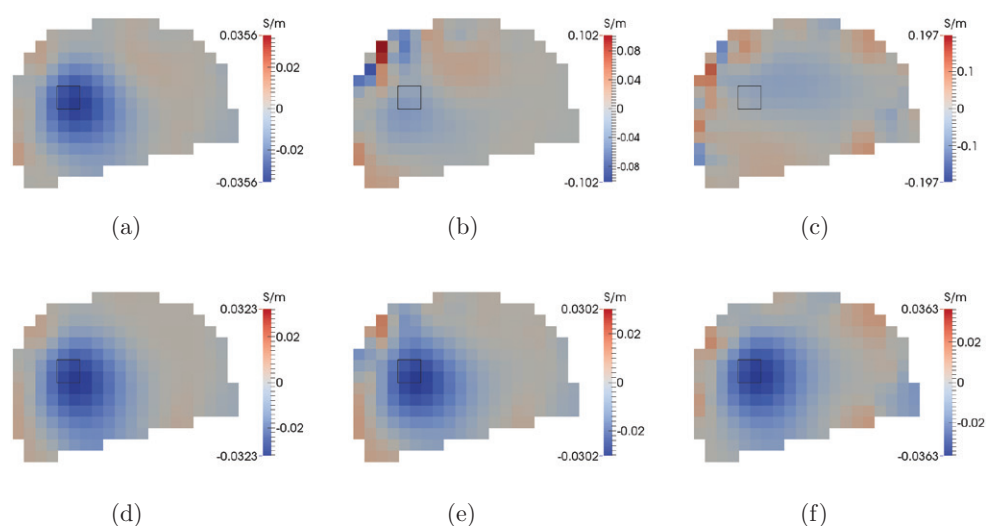 S/m
0.0356
0.02
0
-0.02
-0.0356
(a)
S/m
0.102
0.08
0.04
0
-0.04
-0.08
-0.102
(b)
S/m
0.197
0.1
0
-0.1
-0.197
(c)
S/m
0.0323
0.02
0
-0.02
-0.0323
(d)
S/m
0.0302
0.02
0
-0.02
-0.0302
(e)
S/m
0.0363
0.02
0
-0.02
-0.0363
(f)